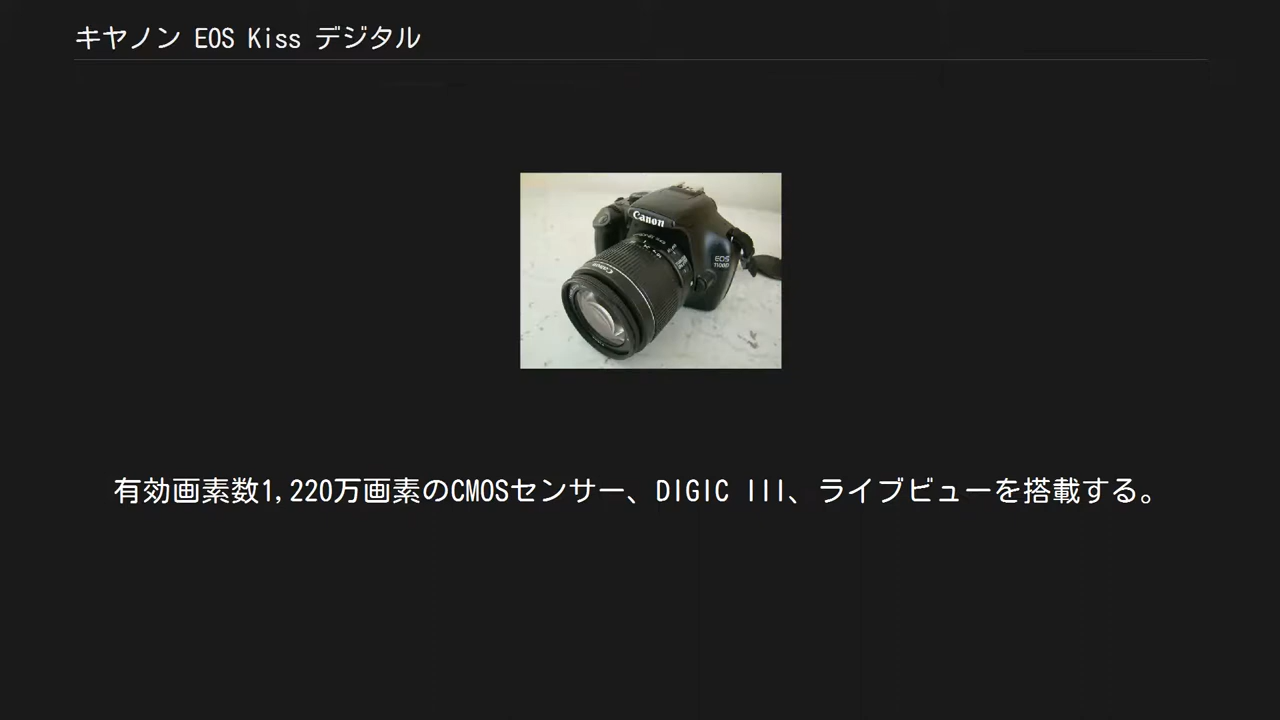 キヤノン EOS Kiss デジタル
Canon
EOS
1100D
Canon
有効画素数1,220万画素のCMOSセンサー、DIGIC III、ライブビューを搭載する。